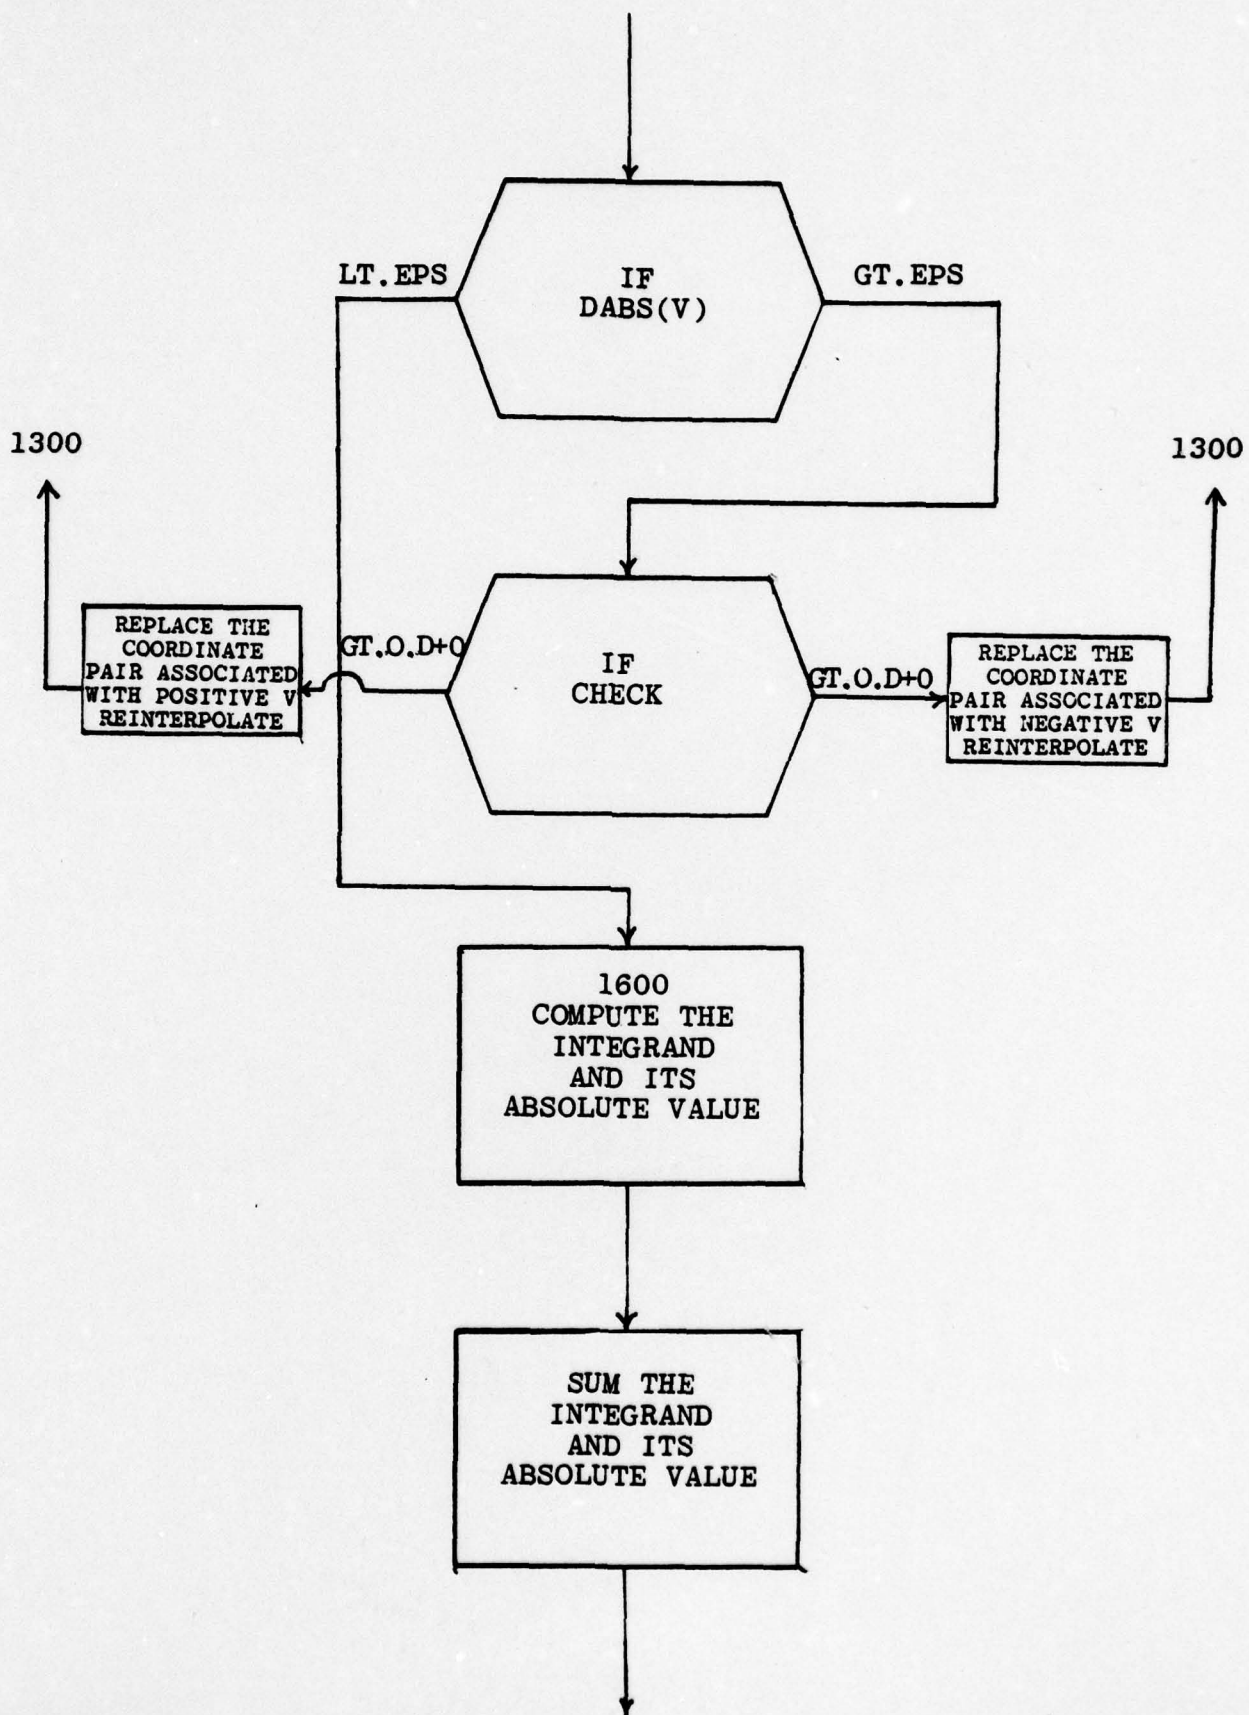 LT.EPS
IF
DABS(V)
GT.EPS
1300
1300
REPLACE THE
COORDINATE
PAIR ASSOCIATED
WITH POSITIVE V
REINTERPOLATE
GT.O.D+O
IF
CHECK
GT.O.D+O
REPLACE THE
COORDINATE
PAIR ASSOCIATED
WITH NEGATIVE V
REINTERPOLATE
1600
COMPUTE THE
INTEGRAND
AND ITS
ABSOLUTE VALUE
SUM THE
INTEGRAND
AND ITS
ABSOLUTE VALUE